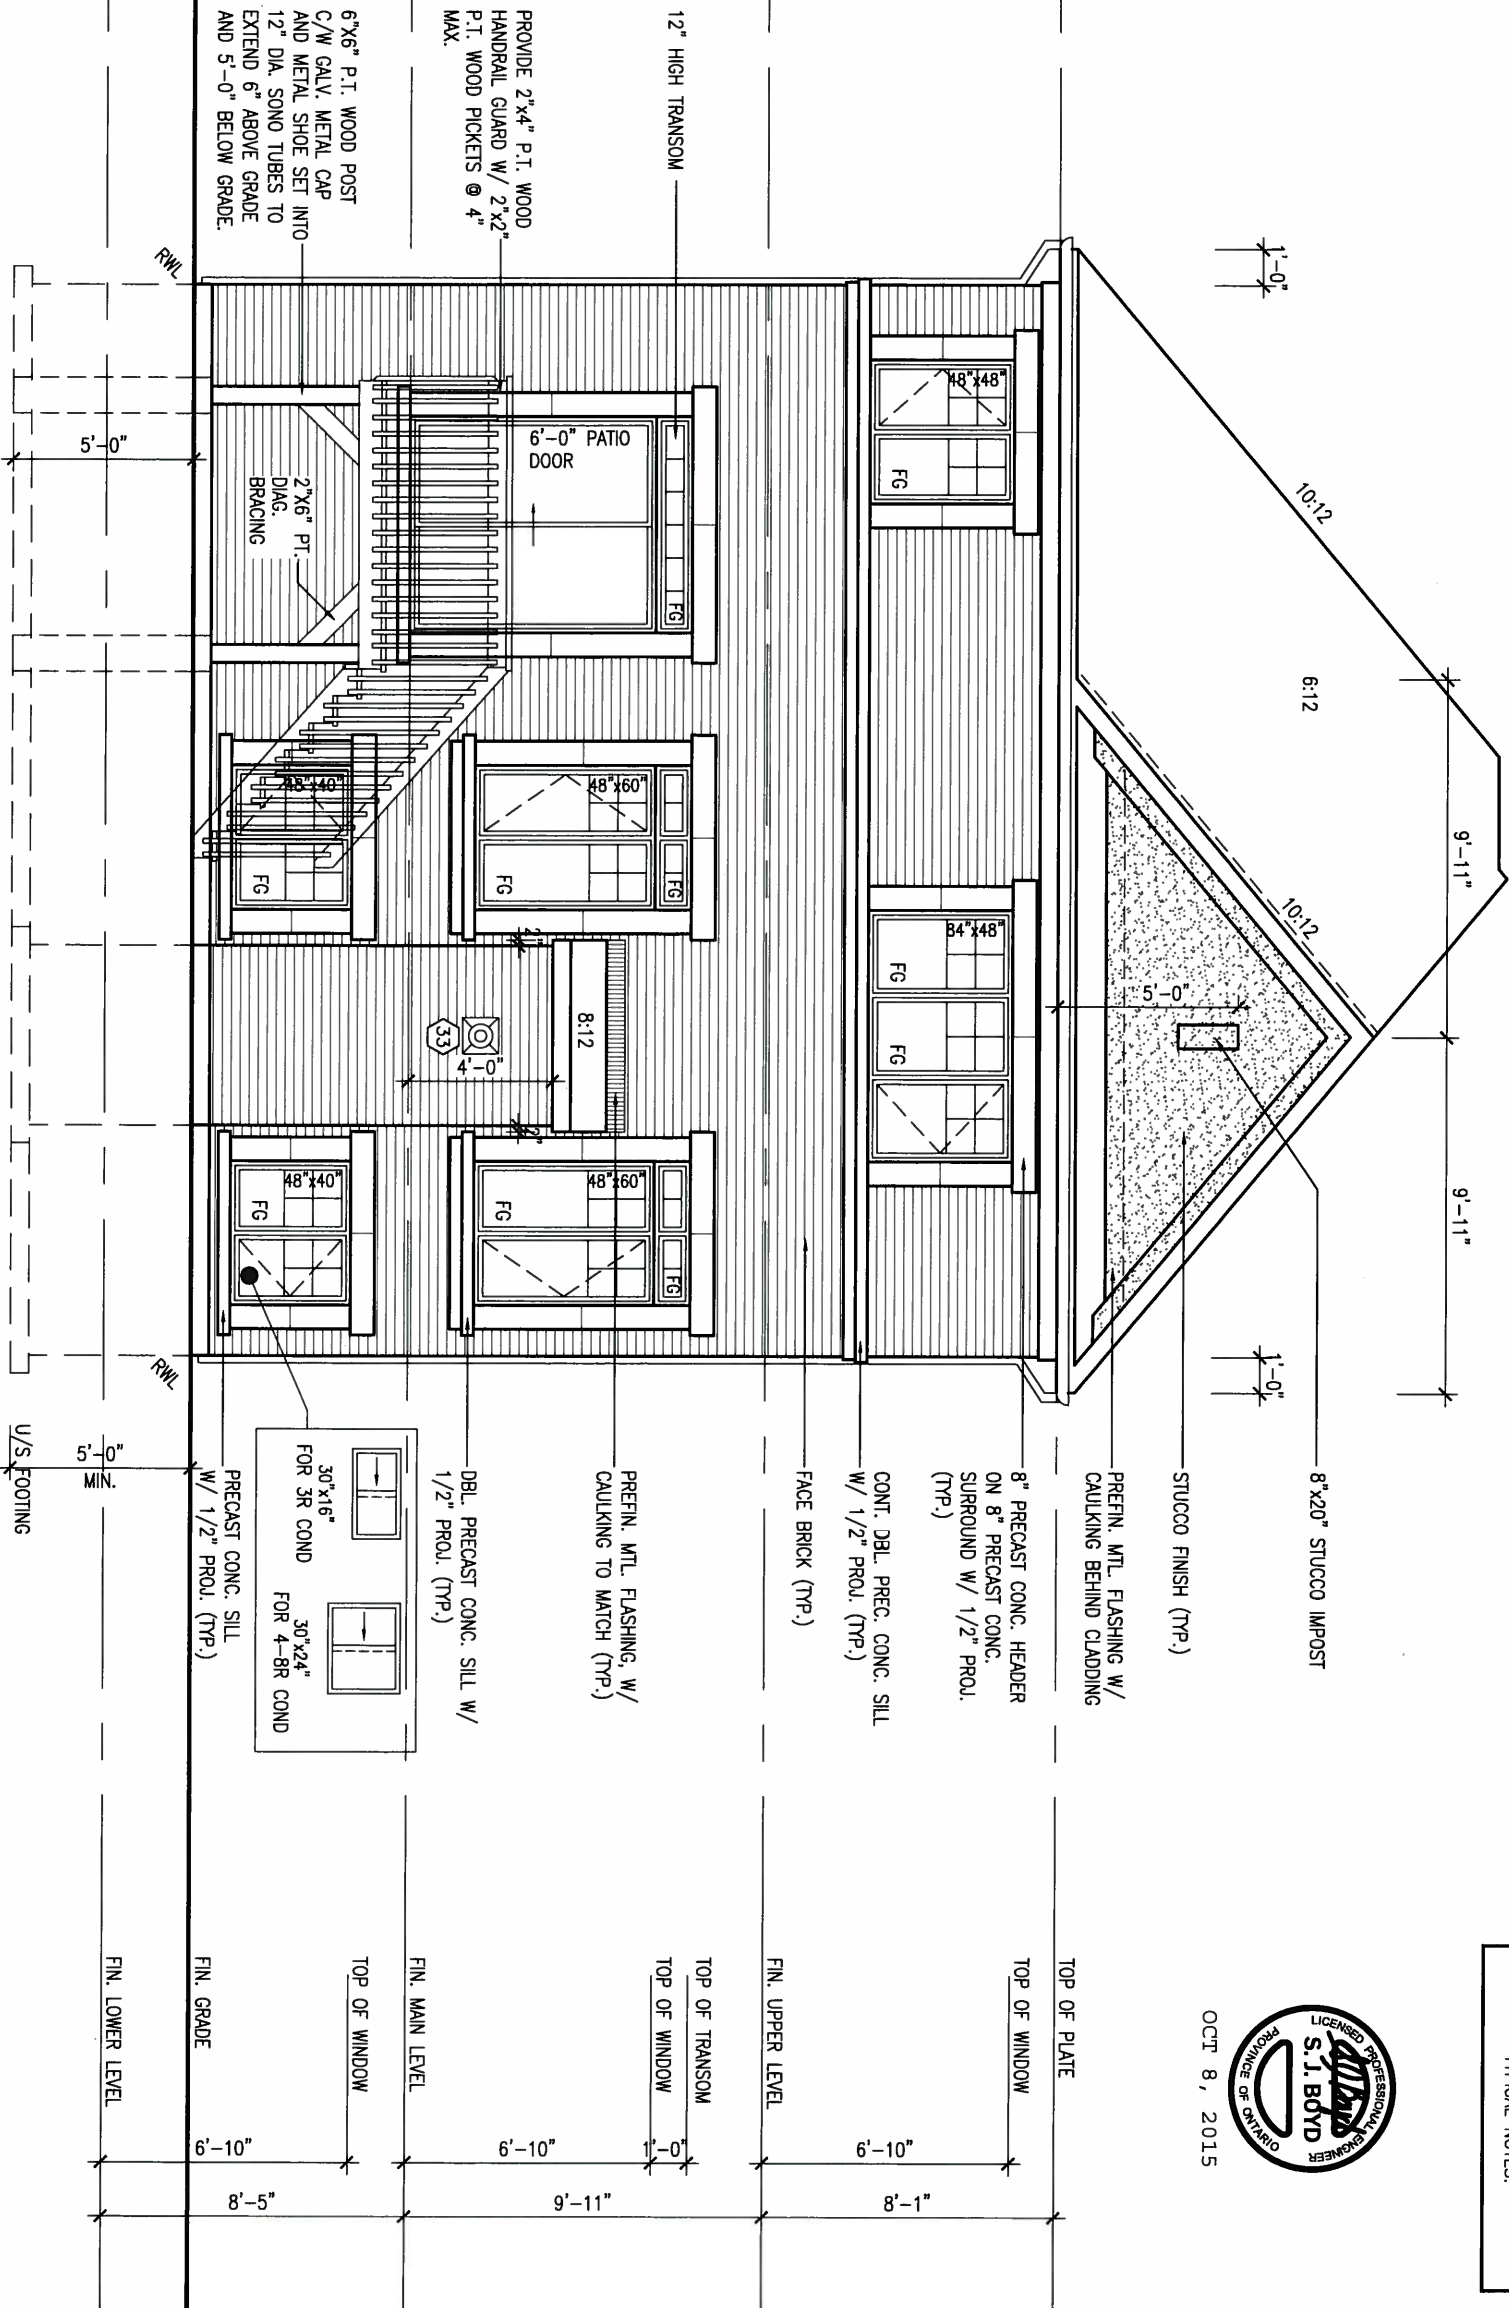 TYPICAL NOTES:
LICENSED PROFESSIONAL ENGINEER
S. J. BOYD
PROVINCE OF ONTARIO
OCT 8, 2015
1'-0"
9'-11"
9'-11"
1'-0"
10:12
6:12
10:12
5'-0"
8"x20" STUCCO IMPOST
STUCCO FINISH (TYP.)
PREFIN. MTL. FLASHING W/
CAULKING BEHIND CLADDING
8" PRECAST CONC. HEADER
ON 8" PRECAST CONC.
SURROUND W/ 1/2" PROJ.
(TYP.)
CONT. DBL. PREC. CONC. SILL
W/ 1/2" PROJ. (TYP.)
FACE BRICK (TYP.)
PREFIN. MTL. FLASHING, W/
CAULKING TO MATCH (TYP.)
DBL. PRECAST CONC. SILL W/
1/2" PROJ. (TYP.)
30"x16"
FOR 3R COND
30"x24"
FOR 4-8R COND
PRECAST CONC. SILL
W/ 1/2" PROJ. (TYP.)
12" HIGH TRANSOM
PROVIDE 2"x4" P.T. WOOD
HANDRAIL GUARD W/ 2"x2"
P.T. WOOD PICKETS @ 4"
MAX.
6"X6" P.T. WOOD POST
C/W GALV. METAL CAP
AND METAL SHOE SET INTO
12" DIA. SONO TUBES TO
EXTEND 6" ABOVE GRADE
AND 5'-0" BELOW GRADE.
48"x48"
FG
84"x48"
FG
FG
6'-0" PATIO
DOOR
FG
48"x60"
FG
FG
8:12
33
4'-0"
2"
2"
48"x60"
FG
FG
2"X6" PT.
DIAG.
BRACING
48"x40"
FG
48"x40"
FG
RWL
RWL
5'-0"
5'-0"
MIN.
U/S FOOTING
TOP OF PLATE
TOP OF WINDOW
FIN. UPPER LEVEL
TOP OF TRANSOM
TOP OF WINDOW
FIN. MAIN LEVEL
TOP OF WINDOW
FIN. GRADE
FIN. LOWER LEVEL
6'-10"
1'-0"
6'-10"
6'-10"
8'-1"
9'-11"
8'-5"